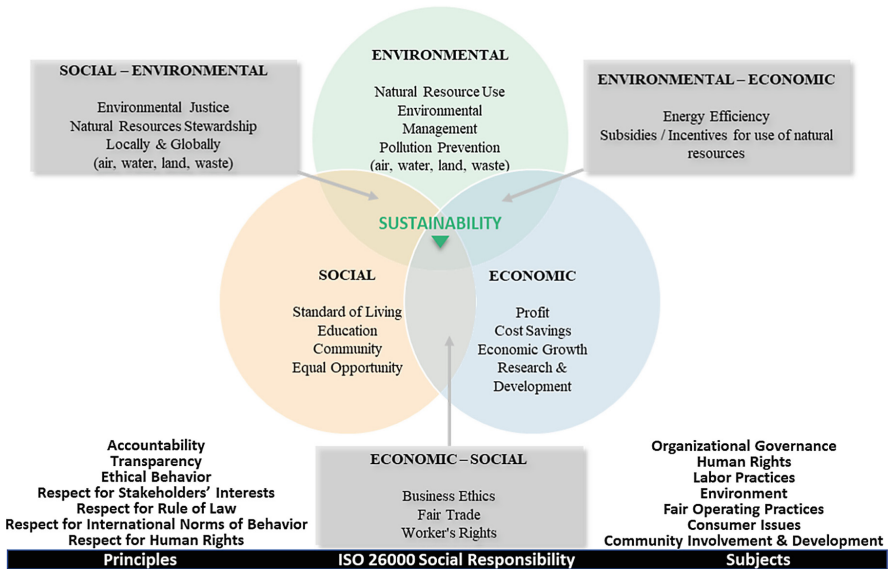 ENVIRONMENTAL
Natural Resource Use
Environmental
Management
Pollution Prevention
(air, water, land, waste)
SOCIAL – ENVIRONMENTAL
Environmental Justice
Natural Resources Stewardship
Locally & Globally
(air, water, land, waste)
ENVIRONMENTAL – ECONOMIC
Energy Efficiency
Subsidies / Incentives for use of natural
resources
SUSTAINABILITY
SOCIAL
Standard of Living
Education
Community
Equal Opportunity
ECONOMIC
Profit
Cost Savings
Economic Growth
Research &
Development
ECONOMIC – SOCIAL
Business Ethics
Fair Trade
Worker's Rights
Accountability
Transparency
Ethical Behavior
Respect for Stakeholders’ Interests
Respect for Rule of Law
Respect for International Norms of Behavior
Respect for Human Rights
Organizational Governance
Human Rights
Labor Practices
Environment
Fair Operating Practices
Consumer Issues
Community Involvement & Development
Principles ISO 26000 Social Responsibility Subjects